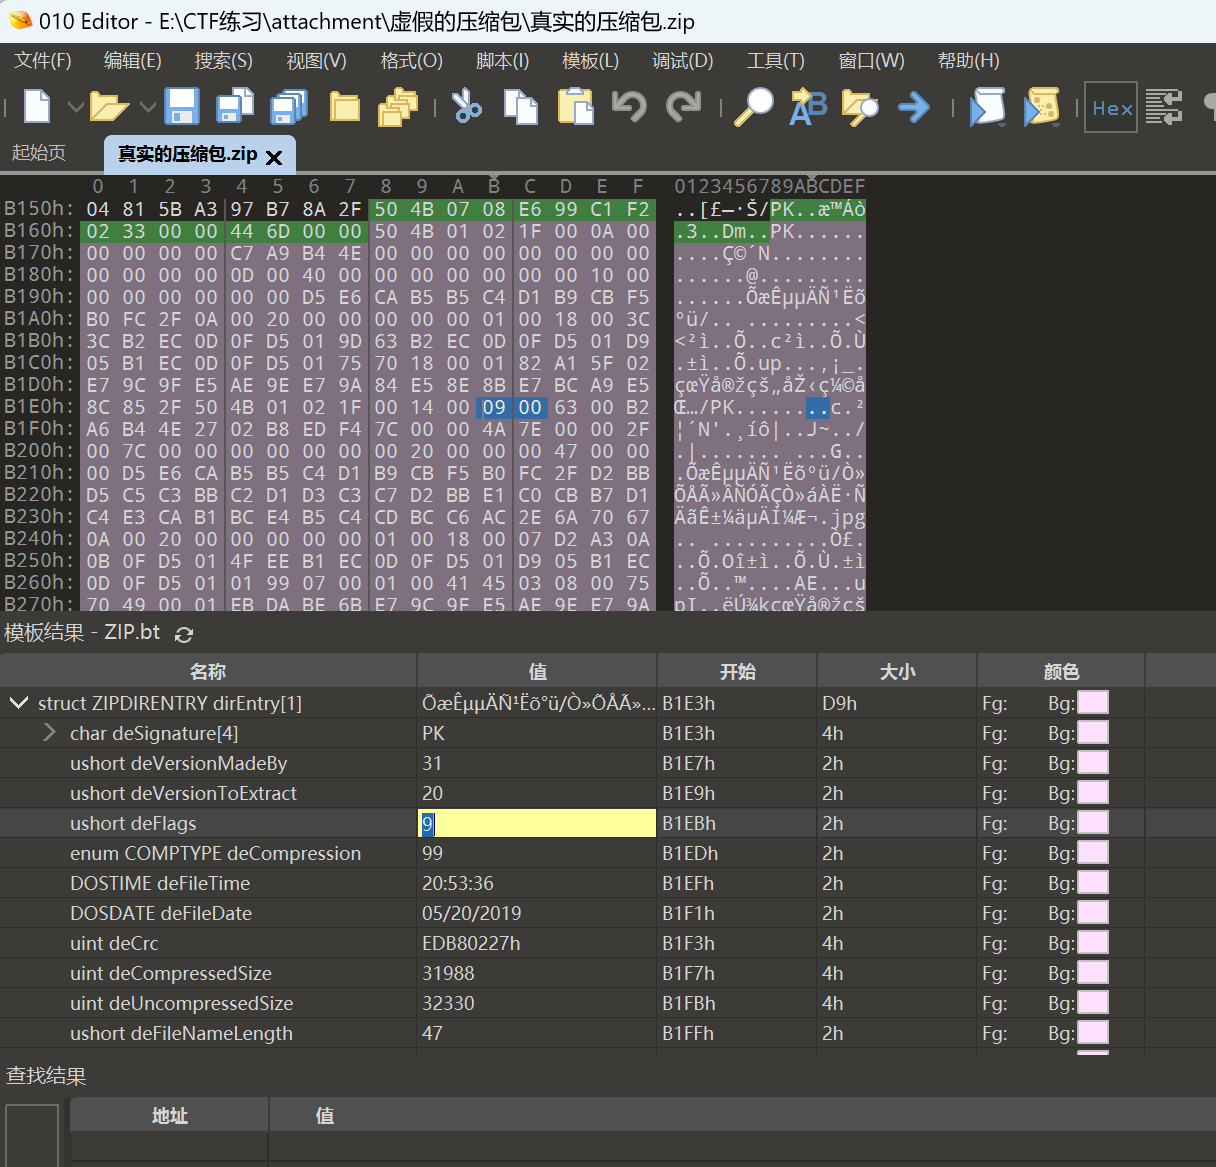 010 Editor - E:\CTF练习\attachment\虚假的压缩包\真实的压缩包.zip
文件(F) 编辑(E) 搜索(S) 视图(V) 格式(O) 脚本(I) 模板(L) 调试(D) 工具(T) 窗口(W) 帮助(H)
Hex
起始页 真实的压缩包.zip
0 1 2 3 4 5 6 7 8 9 A B C D E F 0123456789ABCDEF
B150h: 04 81 5B A3 97 B7 8A 2F 50 4B 07 08 E6 99 C1 F2 ..[£—·Š/PK..æ™Áò
B160h: 02 33 00 00 44 6D 00 00 50 4B 01 02 1F 00 0A 00 .3..Dm..PK......
B170h: 00 00 00 00 C7 A9 B4 4E 00 00 00 00 00 00 00 00 ....Ç©´N........
B180h: 00 00 00 00 0D 00 40 00 00 00 00 00 00 00 10 00 ......@.........
B190h: 00 00 00 00 00 00 D5 E6 CA B5 B5 C4 D1 B9 CB F5 ......ÕæÊµµÄÑ¹Ëõ
B1A0h: B0 FC 2F 0A 00 20 00 00 00 00 00 01 00 18 00 3C °ü/.. .........<
B1B0h: 3C B2 EC 0D 0F D5 01 9D 63 B2 EC 0D 0F D5 01 D9 <²ì..Õ..c²ì..Õ.Ù
B1C0h: 05 B1 EC 0D 0F D5 01 75 70 18 00 01 82 A1 5F 02 .±ì..Õ.up...‚¡_.
B1D0h: E7 9C 9F E5 AE 9E E7 9A 84 E5 8E 8B E7 BC A9 E5 çœŸå®žçš„åŽ‹ç¼©å
B1E0h: 8C 85 2F 50 4B 01 02 1F 00 14 00 09 00 63 00 B2 Œ…/PK........c.²
B1F0h: A6 B4 4E 27 02 B8 ED F4 7C 00 00 4A 7E 00 00 2F ¦´N'.¸íô|..J~../
B200h: 00 7C 00 00 00 00 00 00 00 20 00 00 00 47 00 00 .|....... ...G..
B210h: 00 D5 E6 CA B5 B5 C4 D1 B9 CB F5 B0 FC 2F D2 BB .ÕæÊµµÄÑ¹Ëõ°ü/Ò»
B220h: D5 C5 C3 BB C2 D1 D3 C3 C7 D2 BB E1 C0 CB B7 D1 ÕÅÃ»ÂÑÓÃÇÒ»áÀË·Ñ
B230h: C4 E3 CA B1 BC E4 B5 C4 CD BC C6 AC 2E 6A 70 67 ÄãÊ±¼äµÄÍ¼Æ¬.jpg
B240h: 0A 00 20 00 00 00 00 00 01 00 18 00 07 D2 A3 0A .. ..........Ò£.
B250h: 0B 0F D5 01 4F EE B1 EC 0D 0F D5 01 D9 05 B1 EC ..Õ.Oî±ì..Õ.Ù.±ì
B260h: 0D 0F D5 01 01 99 07 00 01 00 41 45 03 08 00 75 ..Õ..™....AE...u
B270h: 70 49 00 01 EB DA BE 6B E7 9C 9F E5 AE 9E E7 9A pI..ëÚ¾kçœŸå®žçš
模板结果 - ZIP.bt
名称 值 开始 大小 颜色
struct ZIPDIRENTRY dirEntry[1] ÕæÊµµÄÑ¹Ëõ°ü/Ò»ÕÅÃ»... B1E3h D9h Fg: Bg:
char deSignature[4] PK B1E3h 4h Fg: Bg:
ushort deVersionMadeBy 31 B1E7h 2h Fg: Bg:
ushort deVersionToExtract 20 B1E9h 2h Fg: Bg:
ushort deFlags 9 B1EBh 2h Fg: Bg:
enum COMPTYPE deCompression 99 B1EDh 2h Fg: Bg:
DOSTIME deFileTime 20:53:36 B1EFh 2h Fg: Bg:
DOSDATE deFileDate 05/20/2019 B1F1h 2h Fg: Bg:
uint deCrc EDB80227h B1F3h 4h Fg: Bg:
uint deCompressedSize 31988 B1F7h 4h Fg: Bg:
uint deUncompressedSize 32330 B1FBh 4h Fg: Bg:
ushort deFileNameLength 47 B1FFh 2h Fg: Bg:
查找结果
地址 值